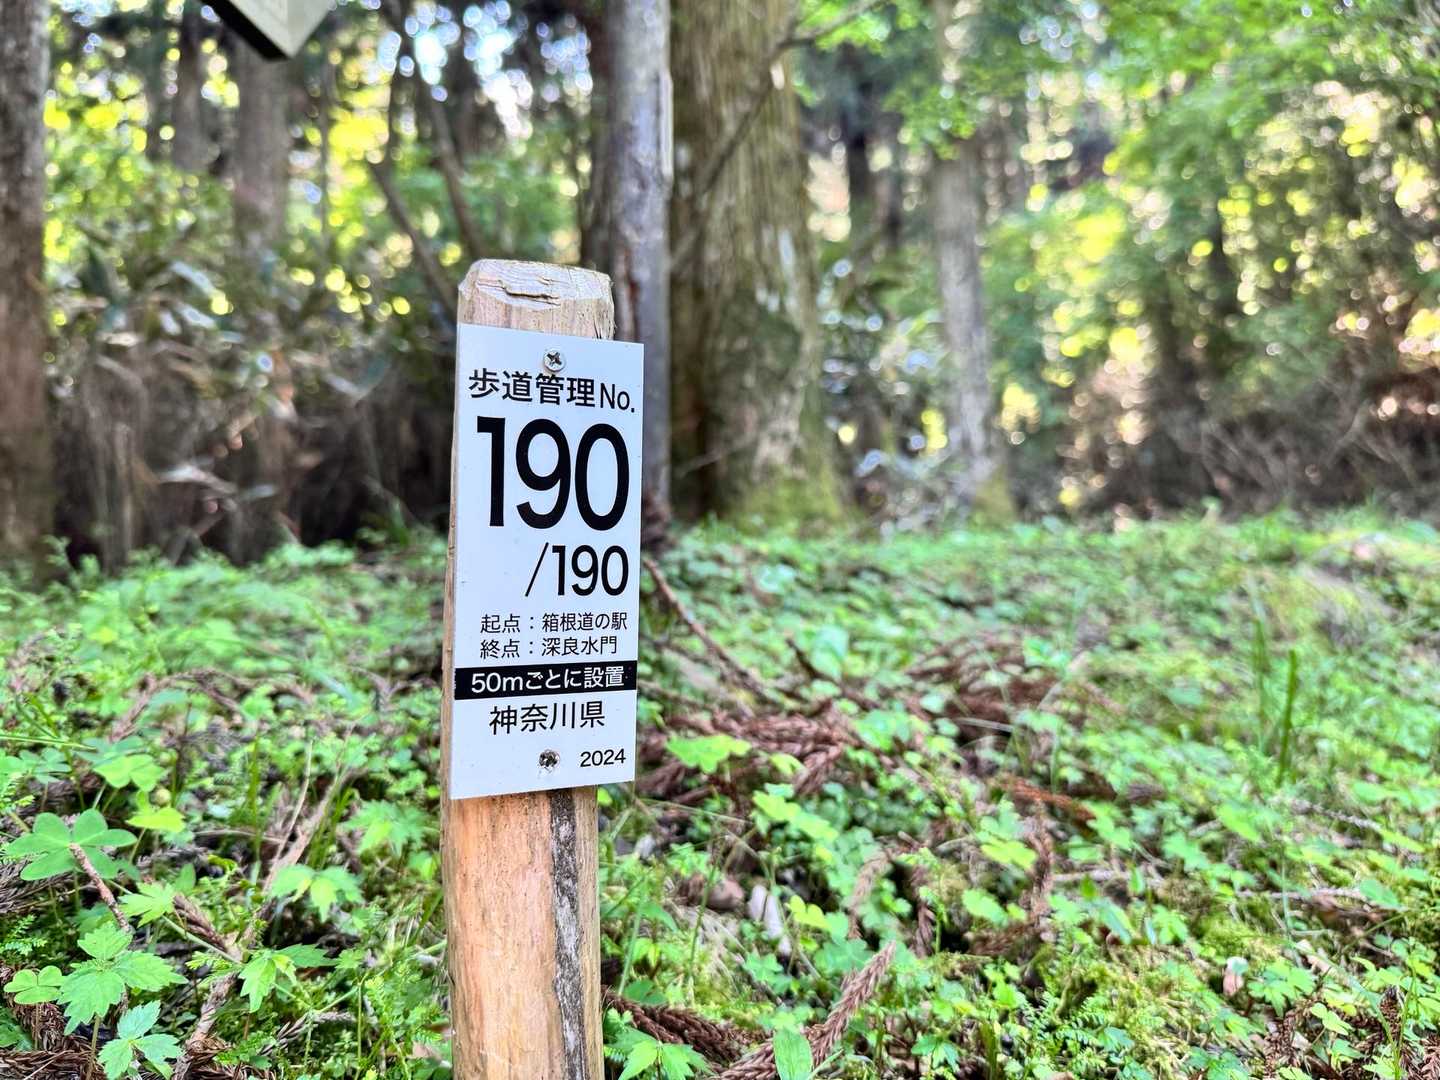 歩道管理No.
190
/190
起点：箱根道の駅
終点：深良水門
50mごとに設置
神奈川県
2024